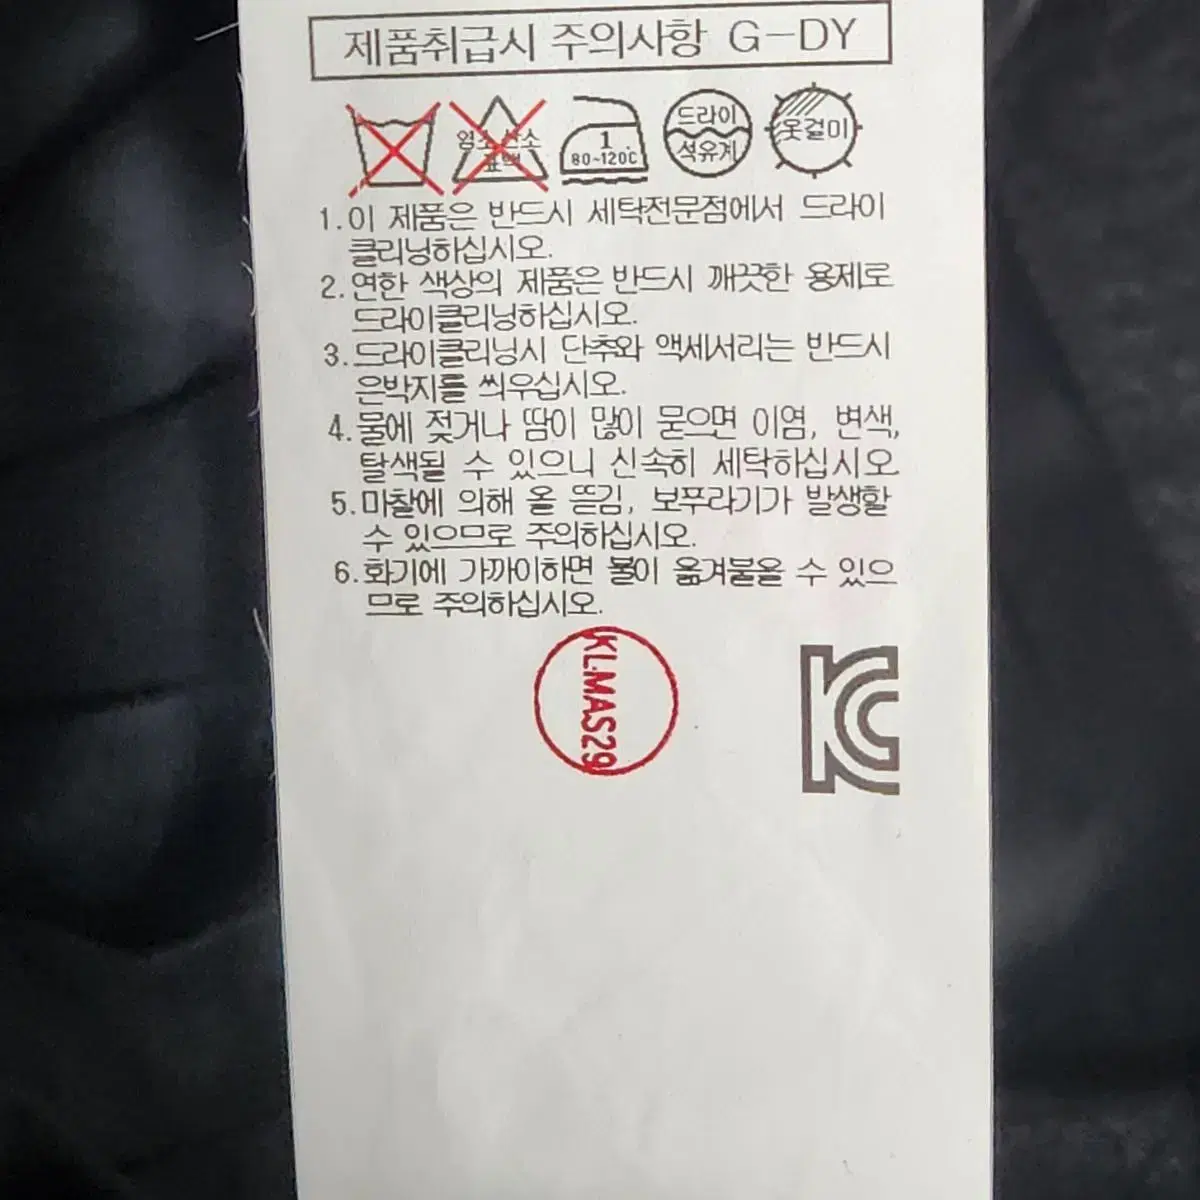 제품취급시 주의사항 G-DY
염소 산소
표백
1.
80~120C
드라이
석유계
옷걸이
1.이 제품은 반드시 세탁전문점에서 드라이
클리닝하십시오.
2.연한 색상의 제품은 반드시 깨끗한 용제로
드라이클리닝하십시오.
3.드라이클리닝시 단추와 액세서리는 반드시
은박지를 씌우십시오.
4.물에 젖거나 땀이 많이 묻으면 이염, 변색,
탈색될 수 있으니 신속히 세탁하십시오
5.마찰에 의해 올 뜯김, 보푸라기가 발생할
수 있으므로 주의하십시오.
6.화기에 가까이하면 불이 옮겨붙을 수 있으
므로 주의하십시오.
KL.MAS29
KC